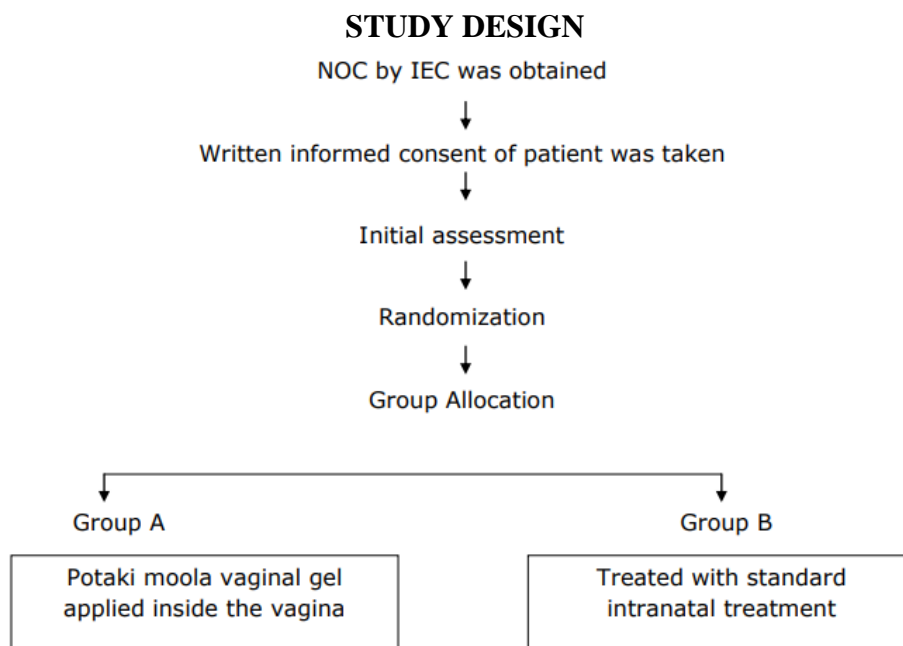 STUDY DESIGN
NOC by IEC was obtained
Written informed consent of patient was taken
Initial assessment
Randomization
Group Allocation
Group A
Potaki moola vaginal gel
applied inside the vagina
Group B
Treated with standard
intranatal treatment